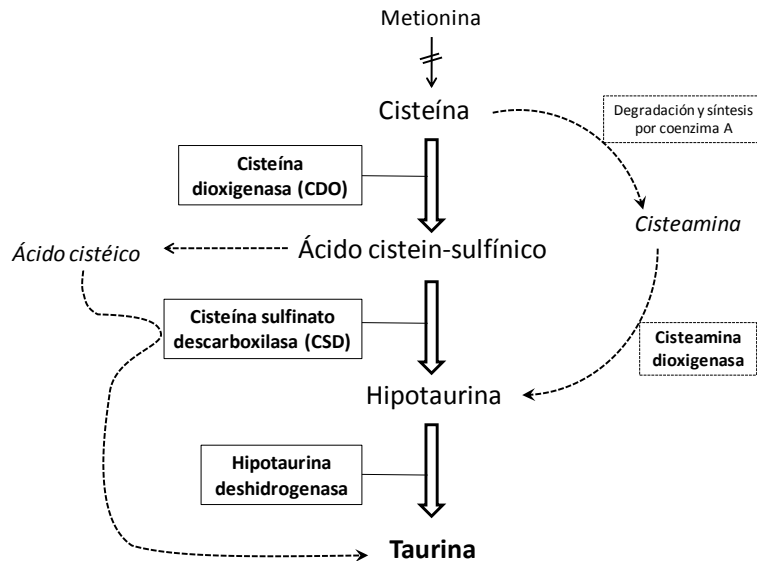 Metionina
Cisteína
Degradación y síntesis
por coenzima A
Cisteína
dioxigenasa (CDO)
Cisteamina
Ácido cistéico
Ácido cistein-sulfínico
Cisteína sulfinato
descarboxilasa (CSD)
Cisteamina
dioxigenasa
Hipotaurina
Hipotaurina
deshidrogenasa
Taurina